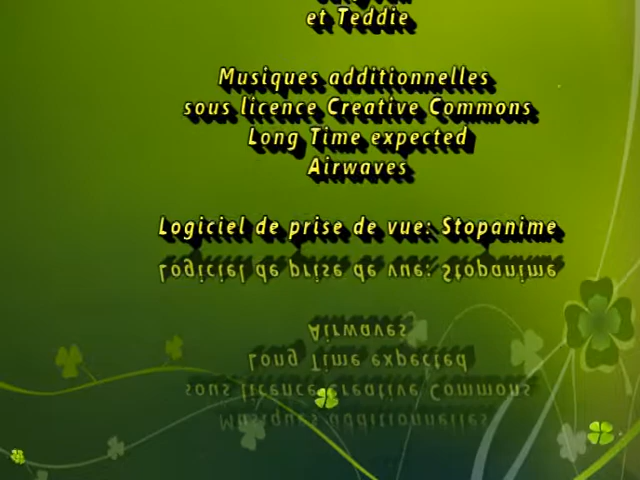 et Teddie
Musiques additionnelles
sous licence Creative Commons
Long Time expected
Airwaves
Logiciel de prise de vue: Stopanime